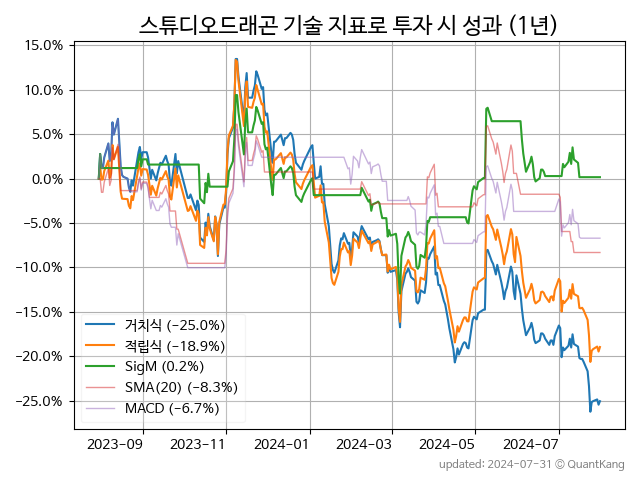 스튜디오드래곤 기술 지표로 투자 시 성과 (1년)
15.0%
10.0%
5.0%
0.0%
−5.0%
−10.0%
−15.0%
−20.0%
−25.0%
거치식 (−25.0%)
적립식 (−18.9%)
SigM (0.2%)
SMA(20) (−8.3%)
MACD (−6.7%)
2023-09 2023-11 2024-01 2024-03 2024-05 2024-07
updated: 2024-07-31 © QuantKang